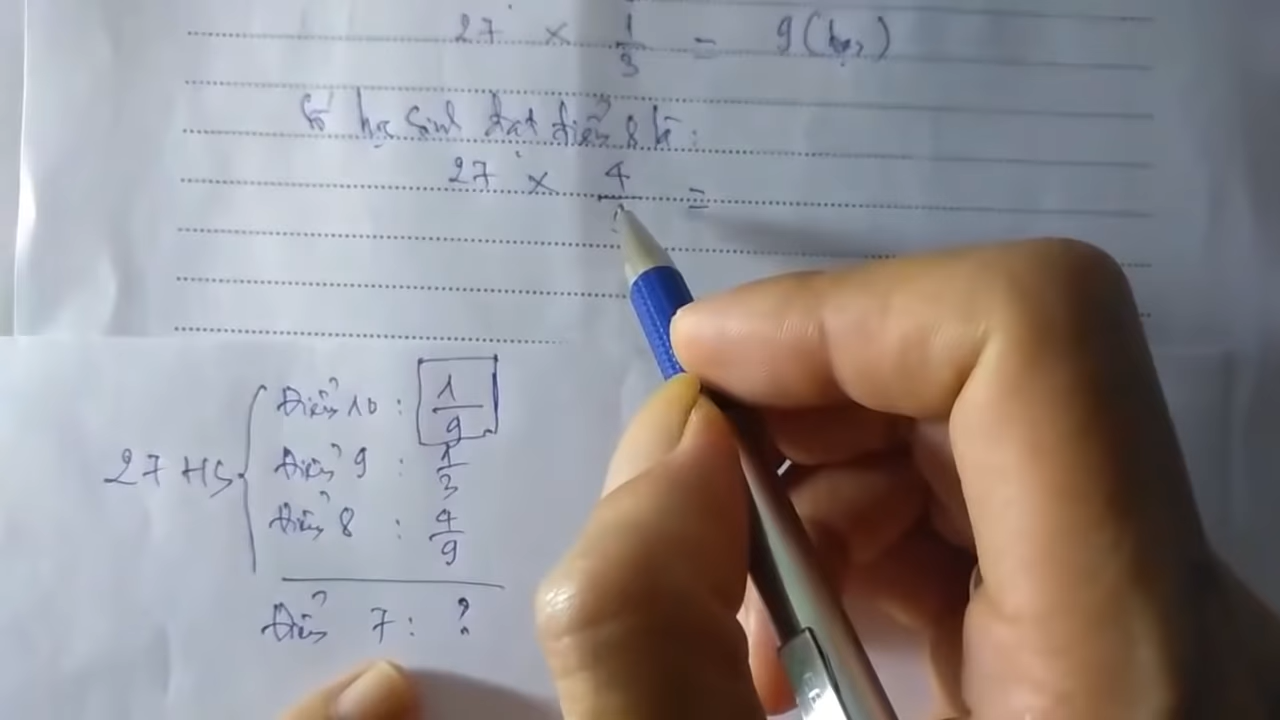 27 × 1/3 = 9 (học)
Số học sinh đạt điểm 8 là:
27 × 4/ =
27 HS
Điểm 10 : 1/9
Điểm 9 : 1/3
Điểm 8 : 4/9
Điểm 7 : ?